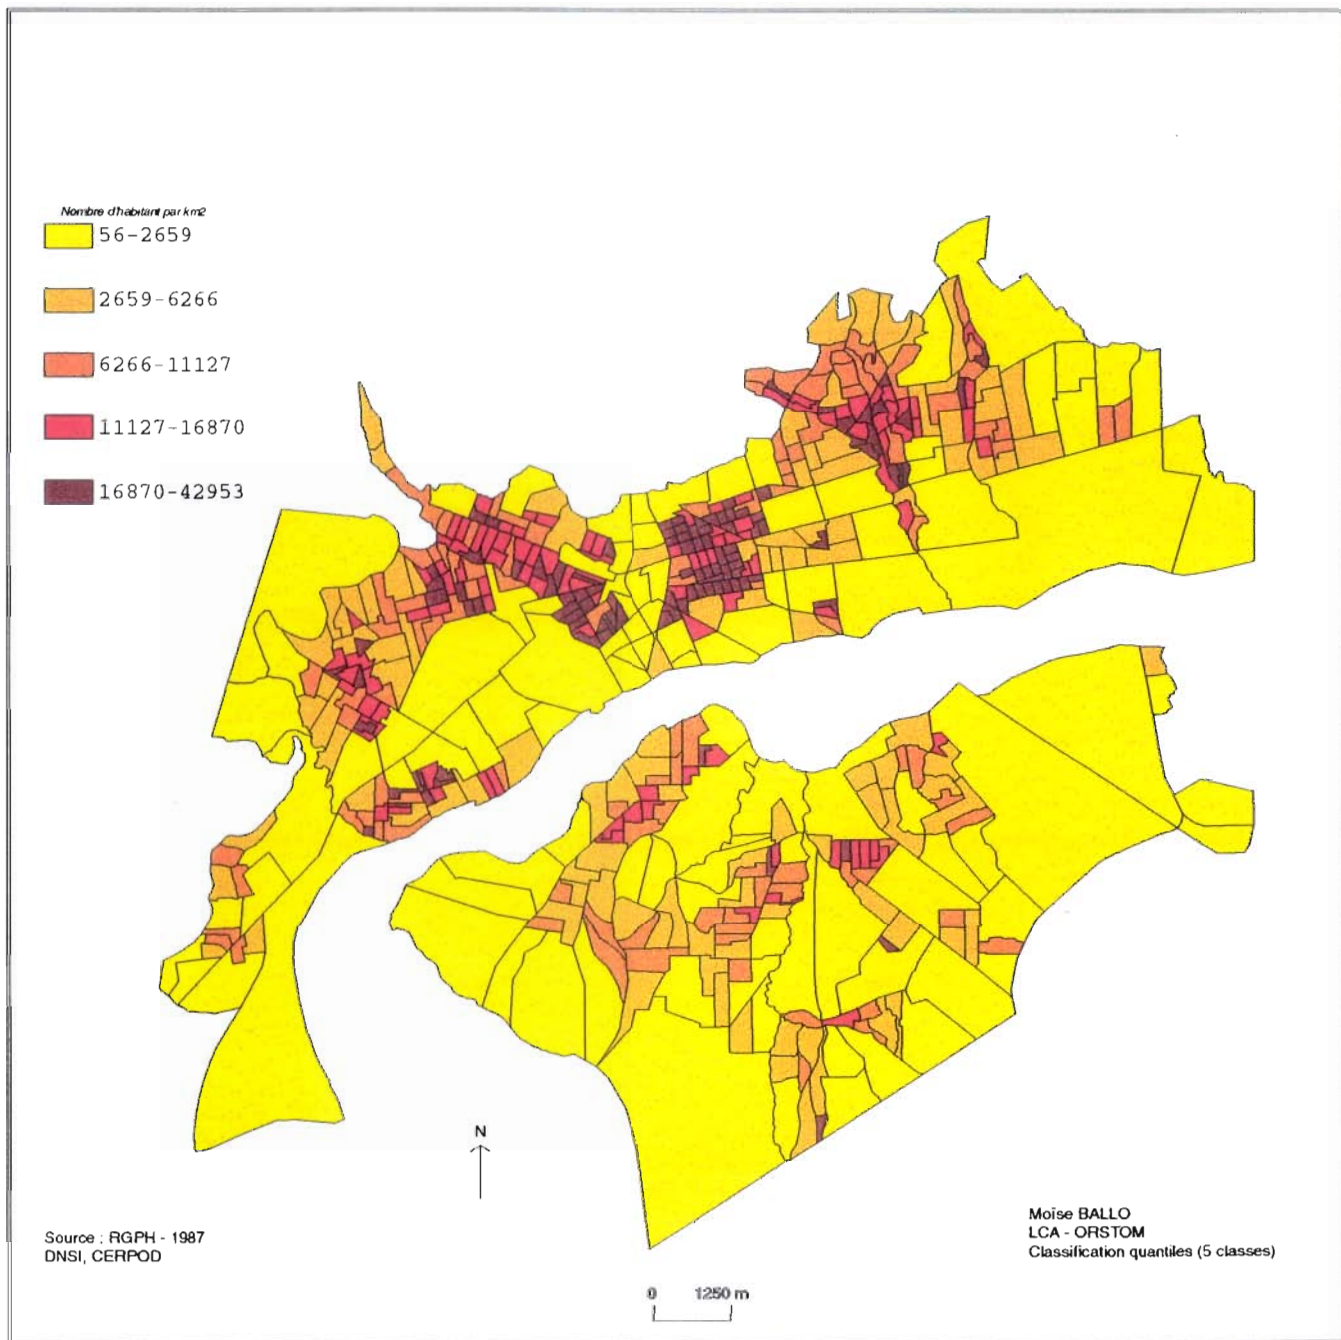 Nombre d'habitant par km2
56-2659
2659-6266
6266-11127
11127-16870
16870-42953
N
Source : RGPH - 1987
DNSI, CERPOD
Moïse BALLO
LCA - ORSTOM
Classification quantiles (5 classes)
0 1250 m